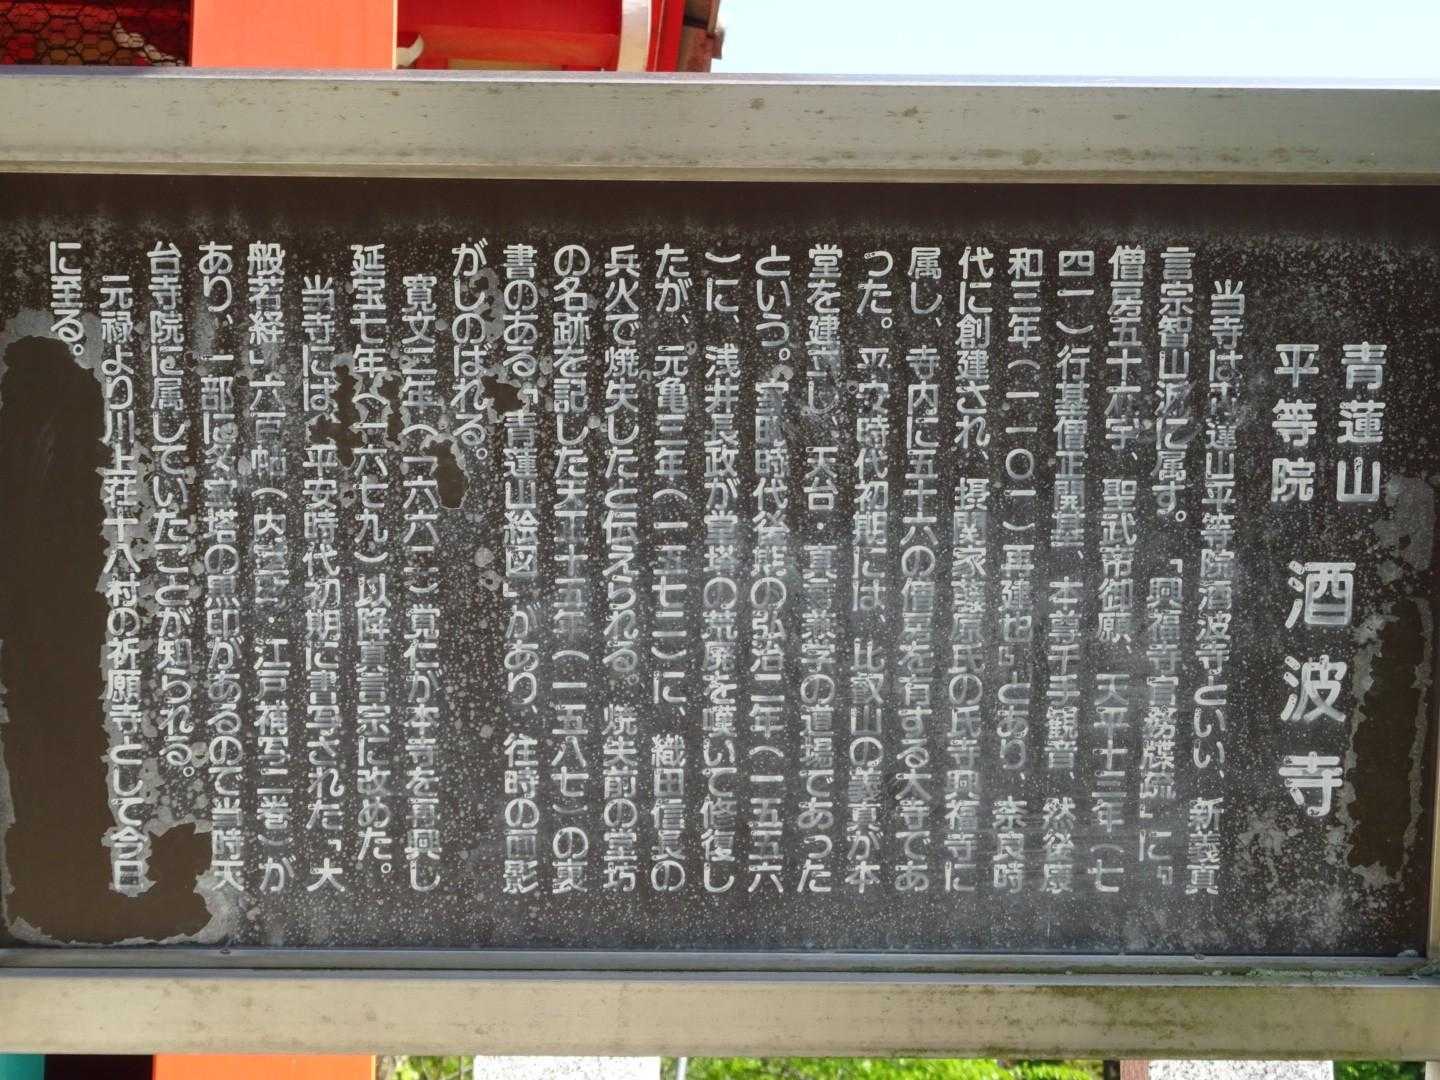 青蓮山
平等院
酒波寺
当寺は青蓮山平等院酒波寺といい、新義真
言宗智山派に属す。「興福寺官務牒疏」に『
僧房五十六宇、聖武帝御願、天平十三年(七
四一)行基僧正開基、本尊千手観音、然後康
和三年(一一〇一)再建也』とあり、奈良時
代に創建され、摂関家藤原氏の氏寺興福寺に
属し、寺内に五十六の僧房を有する大寺であ
った。平安時代初期には、比叡山の義真が本
堂を建立し、天台・真言兼学の道場であった
という。室町時代後期の弘治二年(一五五六
)に、浅井長政が堂塔の荒廃を嘆いて修復し
たが、元亀三年(一五七二)に、織田信長の
兵火で焼失したと伝えられる。焼失前の堂坊
の名跡を記した天正十五年(一五八七)の裏
書のある「青蓮山絵図」があり、往時の面影
がしのばれる。
寛文二年(一六六二)覚仁が本寺を再興し
延宝七年(一六七九)以降真言宗に改めた。
当寺には、平安時代初期に書写された「大
般若経」六百帖(内・江戸補写二巻)が
あり、一部に多宝塔の黒印があるので当時天
台寺院に属していたことが知られる。
元禄より川上荘十八村の祈願寺として今日
に至る。